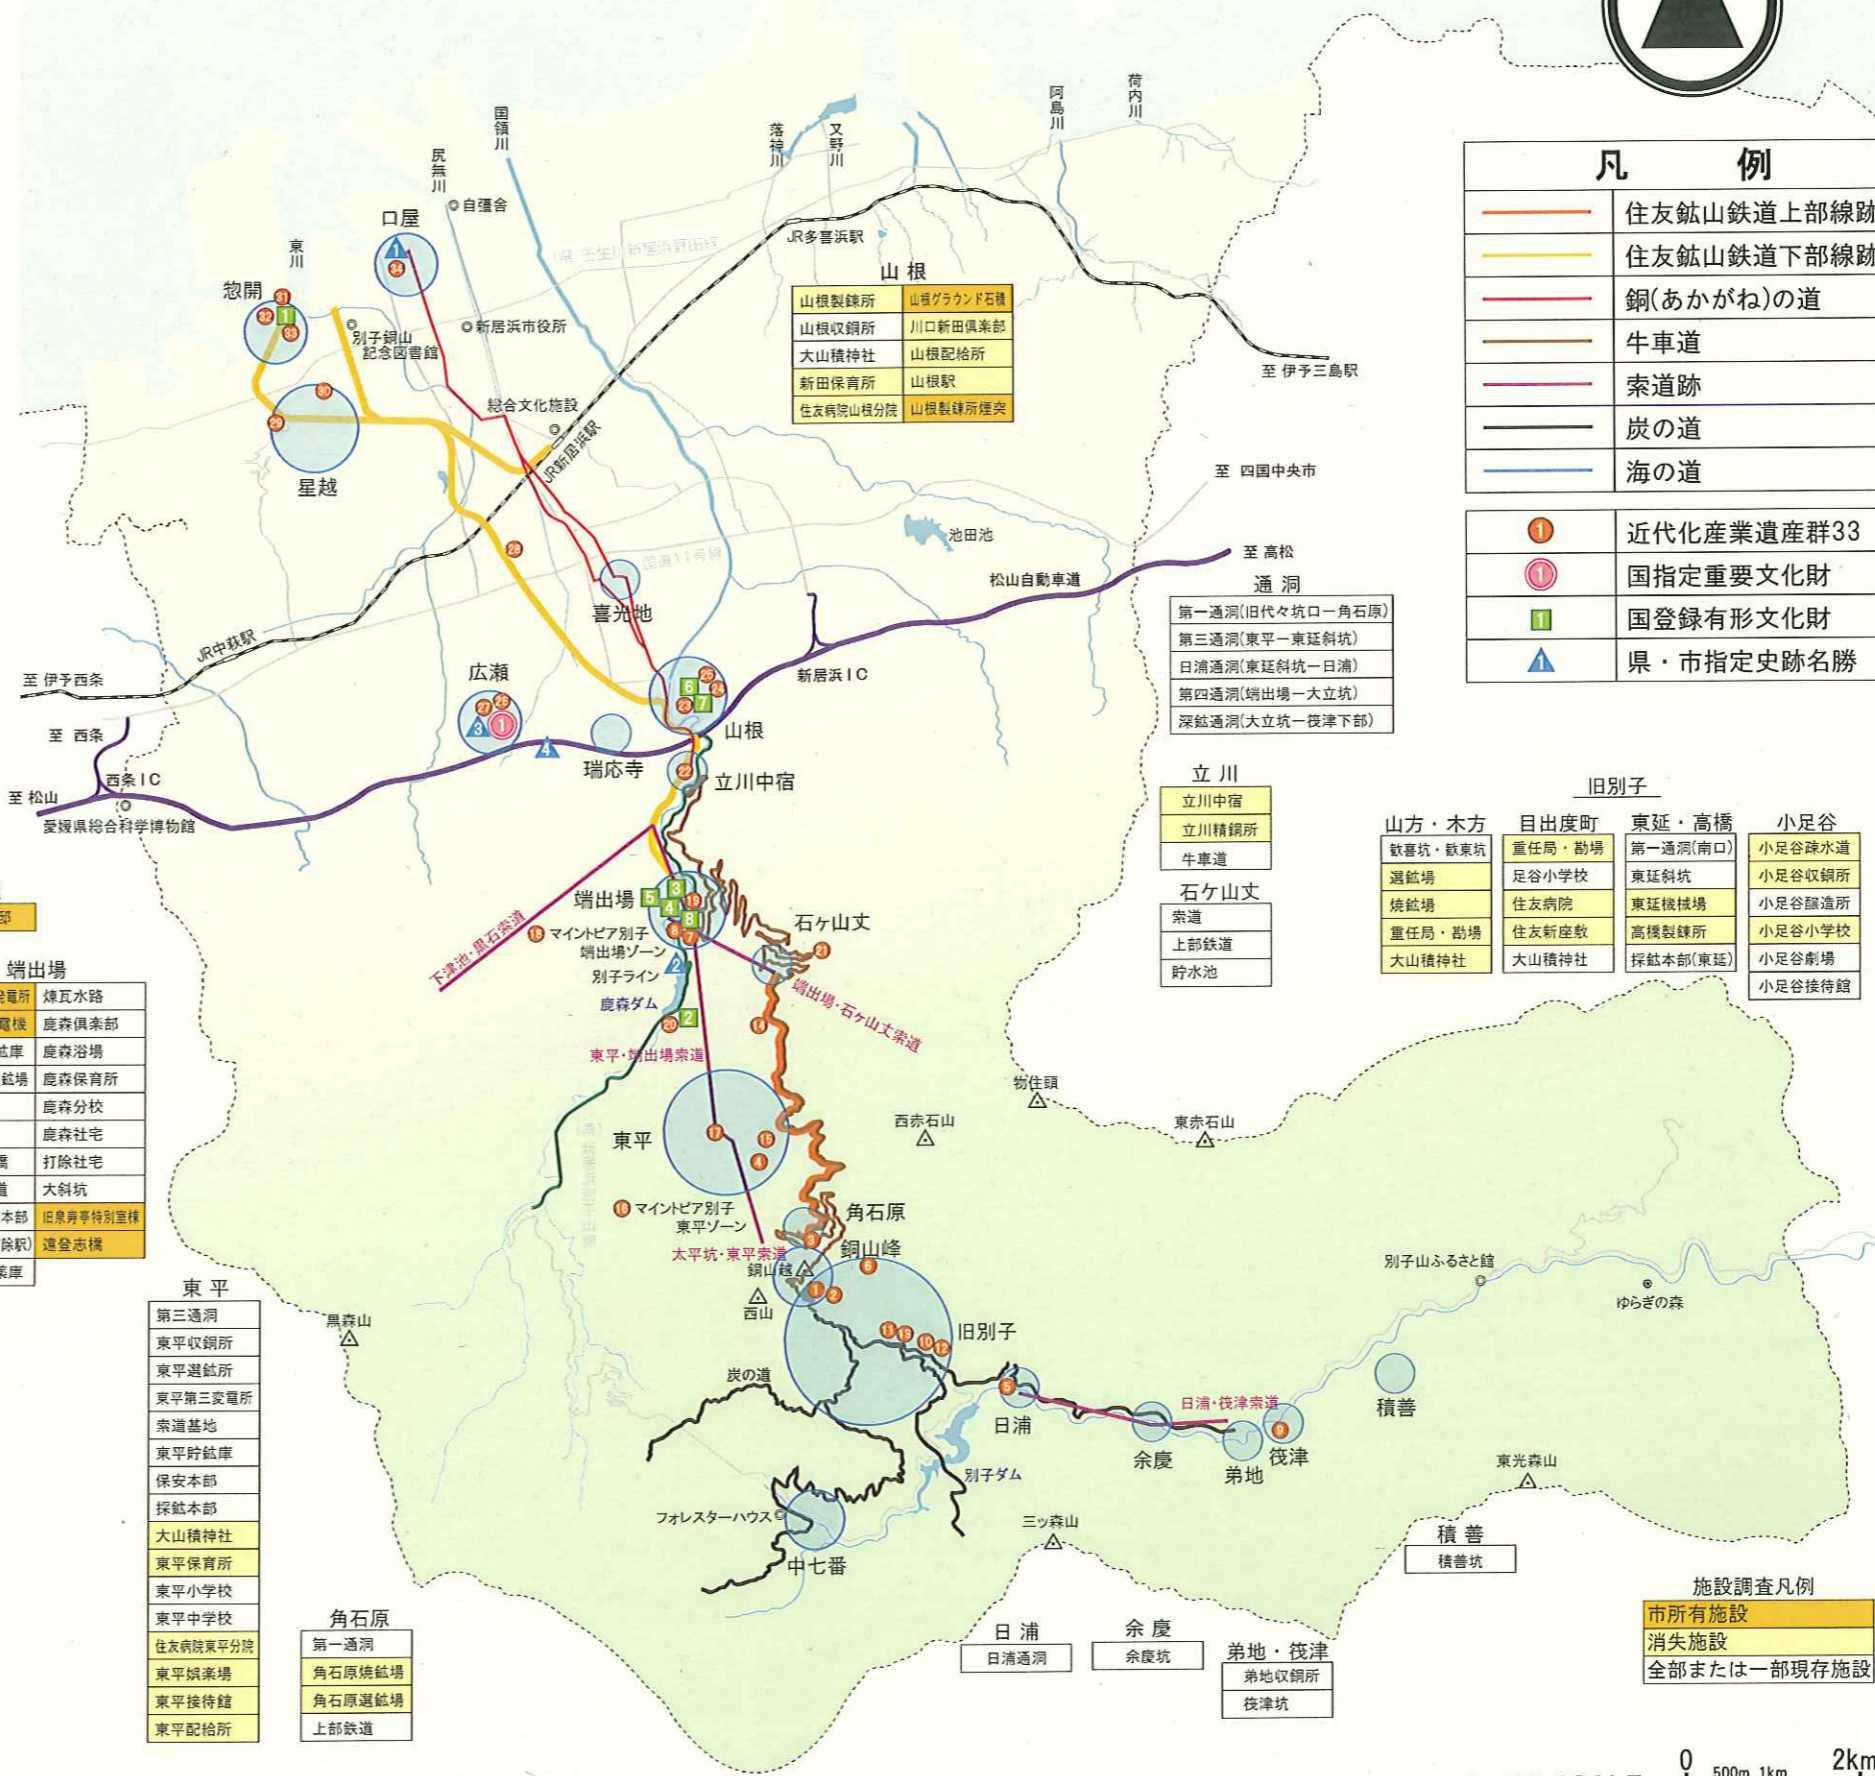 国領川
尻無川
◎自彊舎
口屋
東川
惣開
別子銅山
記念図書館
◎新居浜市役所
総合文化施設
JR新居浜駅
星越
落神川
又野川
阿島川
荷内川
JR多喜浜駅
至 伊予三島駅
至 四国中央市
池田池
至 高松
松山自動車道
新居浜IC
国道11号線
喜光地
JR中萩駅
至 伊予西条
至 西条
西条IC
至 松山
愛媛県総合科学博物館
広瀬
瑞応寺
山根
立川中宿
端出場
石ヶ山丈
マイントピア別子
端出場ゾーン
別子ライン
鹿森ダム
下津池・黒石索道
端出場・石ケ山丈索道
東平・端出場索道
東平
マイントピア別子
東平ゾーン
太平坑・東平索道
角石原
銅山峰
銅山越
西山
西赤石山
物住頭
東赤石山
黒森山
旧別子
炭の道
日浦
日浦・筏津索道
余慶
弟地
筏津
積善
別子ダム
別子山ふるさと館
ゆらぎの森
東光森山
三ッ森山
フォレスターハウス◎
中七番
凡 例
住友鉱山鉄道上部線跡
住友鉱山鉄道下部線跡
銅(あかがね)の道
牛車道
索道跡
炭の道
海の道
1 近代化産業遺産群33
1 国指定重要文化財
1 国登録有形文化財
1 県・市指定史跡名勝
山根
山根製錬所 山根グラウンド石積
山根収銅所 川口新田倶楽部
大山積神社 山根配給所
新田保育所 山根駅
住友病院山根分院 山根製錬所煙突
通洞
第一通洞(旧代々坑口ー角石原)
第三通洞(東平ー東延斜坑)
日浦通洞(東延斜坑ー日浦)
第四通洞(端出場ー大立坑)
深鉱通洞(大立坑ー筏津下部)
立川
立川中宿
立川精銅所
牛車道
石ケ山丈
索道
上部鉄道
貯水池
旧別子
山方・木方
歓喜坑・歓東坑
選鉱場
焼鉱場
重任局・勘場
大山積神社
目出度町
重任局・勘場
足谷小学校
住友病院
住友新座敷
大山積神社
東延・高橋
第一通洞(南口)
東延斜坑
東延機械場
高橋製錬所
採鉱本部(東延)
小足谷
小足谷疎水道
小足谷収銅所
小足谷醸造所
小足谷小学校
小足谷劇場
小足谷接待館
邸
端出場
発電所 煉瓦水路
電機 鹿森倶楽部
鉱庫 鹿森浴場
鉱場 鹿森保育所
鹿森分校
鹿森社宅
橋 打除社宅
道 大斜坑
本部 旧泉寿亭特別室棟
除駅) 遠登志橋
薬庫
東平
第三通洞
東平収銅所
東平選鉱所
東平第三変電所
索道基地
東平貯鉱庫
保安本部
採鉱本部
大山積神社
東平保育所
東平小学校
東平中学校
住友病院東平分院
東平娯楽場
東平接待館
東平配給所
角石原
第一通洞
角石原焼鉱場
角石原選鉱場
上部鉄道
日浦
日浦通洞
余慶
余慶坑
弟地・筏津
弟地収銅所
筏津坑
積善
積善坑
施設調査凡例
市所有施設
消失施設
全部または一部現存施設
0 500m 1km 2km